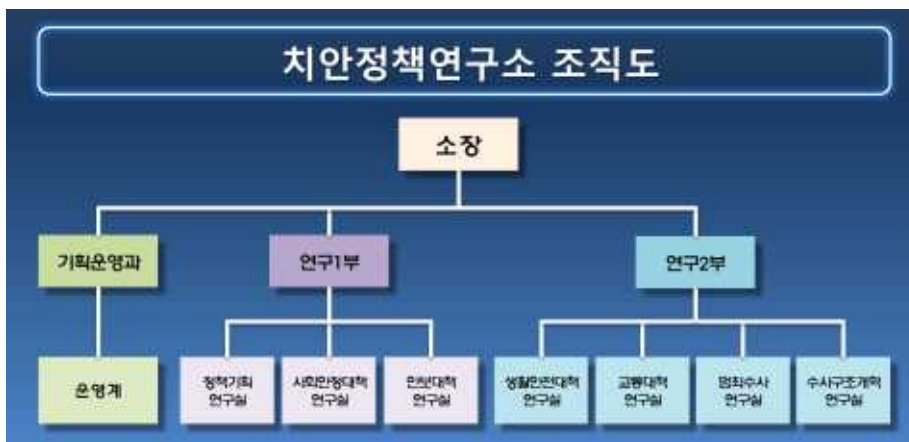 치안정책연구소 조직도
소장
기획운영과
연구1부
연구2부
운영계
정책기획
연구실
사회안정대책
연구실
안보대책
연구실
생활안전대책
연구실
교통대책
연구실
범죄수사
연구실
수사구조개혁
연구실